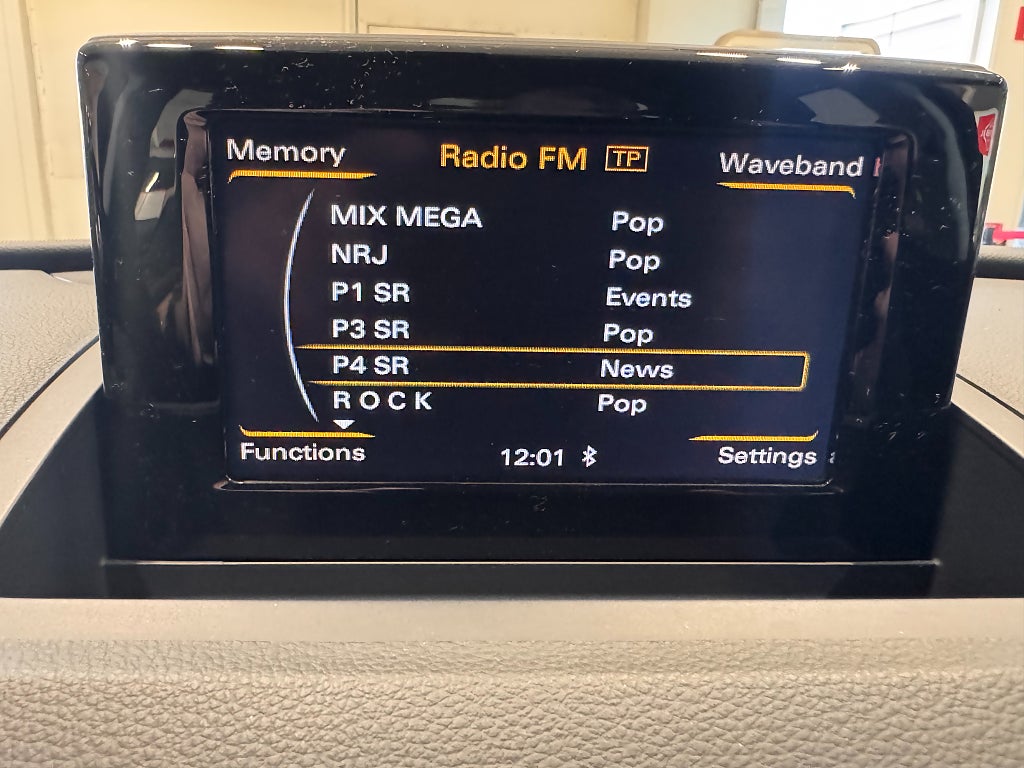 Memory Radio FM TP Waveband
MIX MEGA Pop
NRJ Pop
P1 SR Events
P3 SR Pop
P4 SR News
R O C K Pop
Functions 12:01 Settings